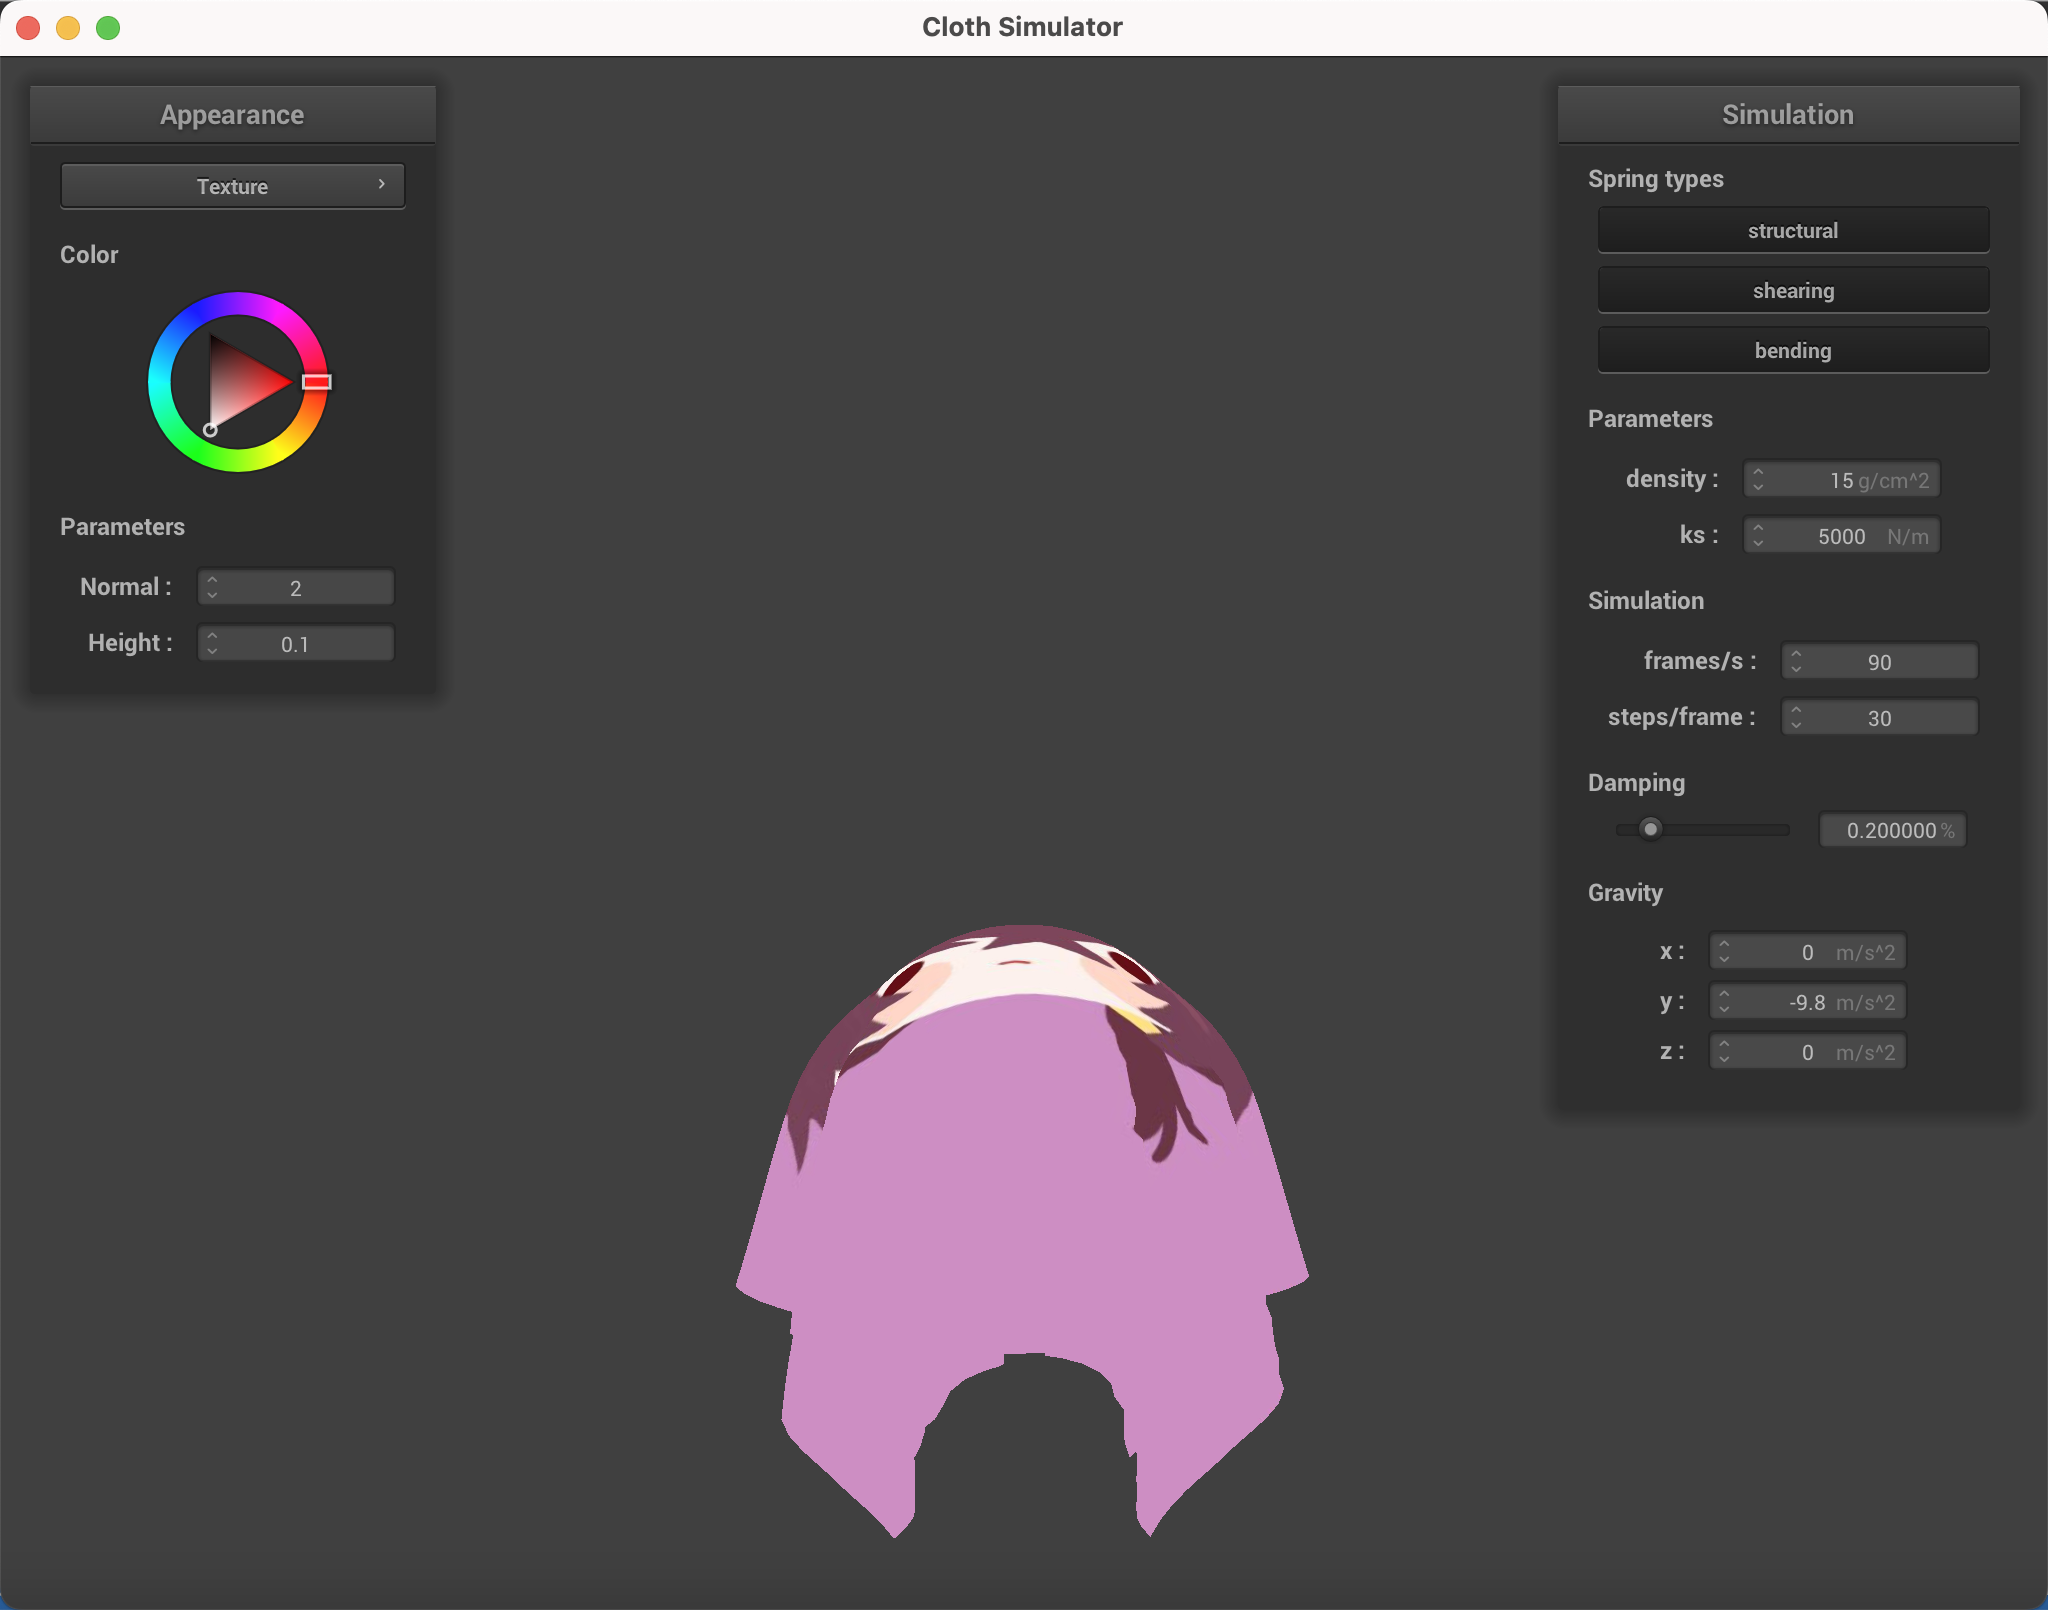 Cloth Simulator
Appearance
Texture
Color
Parameters
Normal : 2
Height : 0.1
Simulation
Spring types
structural
shearing
bending
Parameters
density : 15 g/cm^2
ks : 5000 N/m
Simulation
frames/s : 90
steps/frame : 30
Damping
0.200000 %
Gravity
x : 0 m/s^2
y : -9.8 m/s^2
z : 0 m/s^2